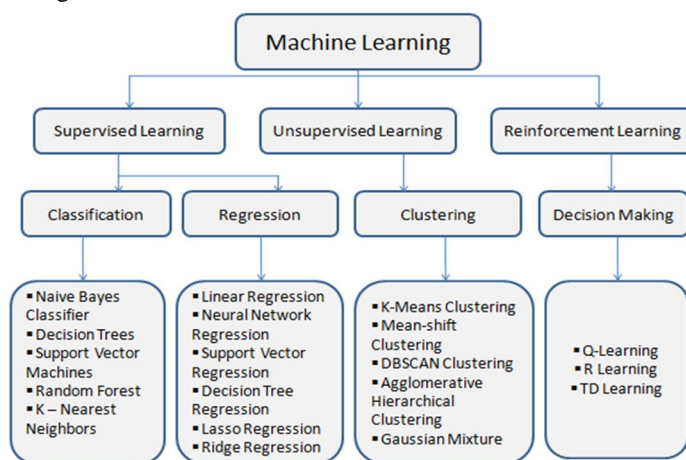 Machine Learning
Supervised Learning
Unsupervised Learning
Reinforcement Learning
Classification
Regression
Clustering
Decision Making
▪ Naive Bayes
Classifier
▪ Decision Trees
▪ Support Vector
Machines
▪ Random Forest
▪ K – Nearest
Neighbors
▪ Linear Regression
▪ Neural Network
Regression
▪ Support Vector
Regression
▪ Decision Tree
Regression
▪ Lasso Regression
▪ Ridge Regression
▪ K-Means Clustering
▪ Mean-shift
Clustering
▪ DBSCAN Clustering
▪ Agglomerative
Hierarchical
Clustering
▪ Gaussian Mixture
▪ Q-Learning
▪ R Learning
▪ TD Learning